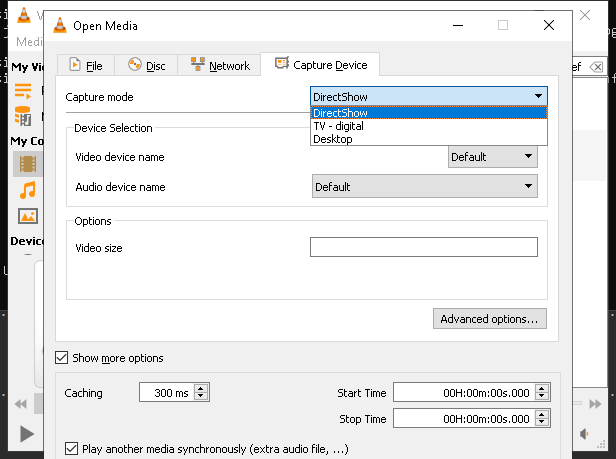 V
Open Media
Medi
File
Disc
Network
Capture Device
My Vi
ef
Capture mode
DirectShow
DirectShow
TV - digital
Desktop
My Co
Device Selection
Video device name
Default
Audio device name
Default
Device
Options
Video size
Advanced options...
Show more options
Caching
300 ms
Start Time
00H:00m:00s.000
Stop Time
00H:00m:00s.000
Play another media synchronously (extra audio file, ...)